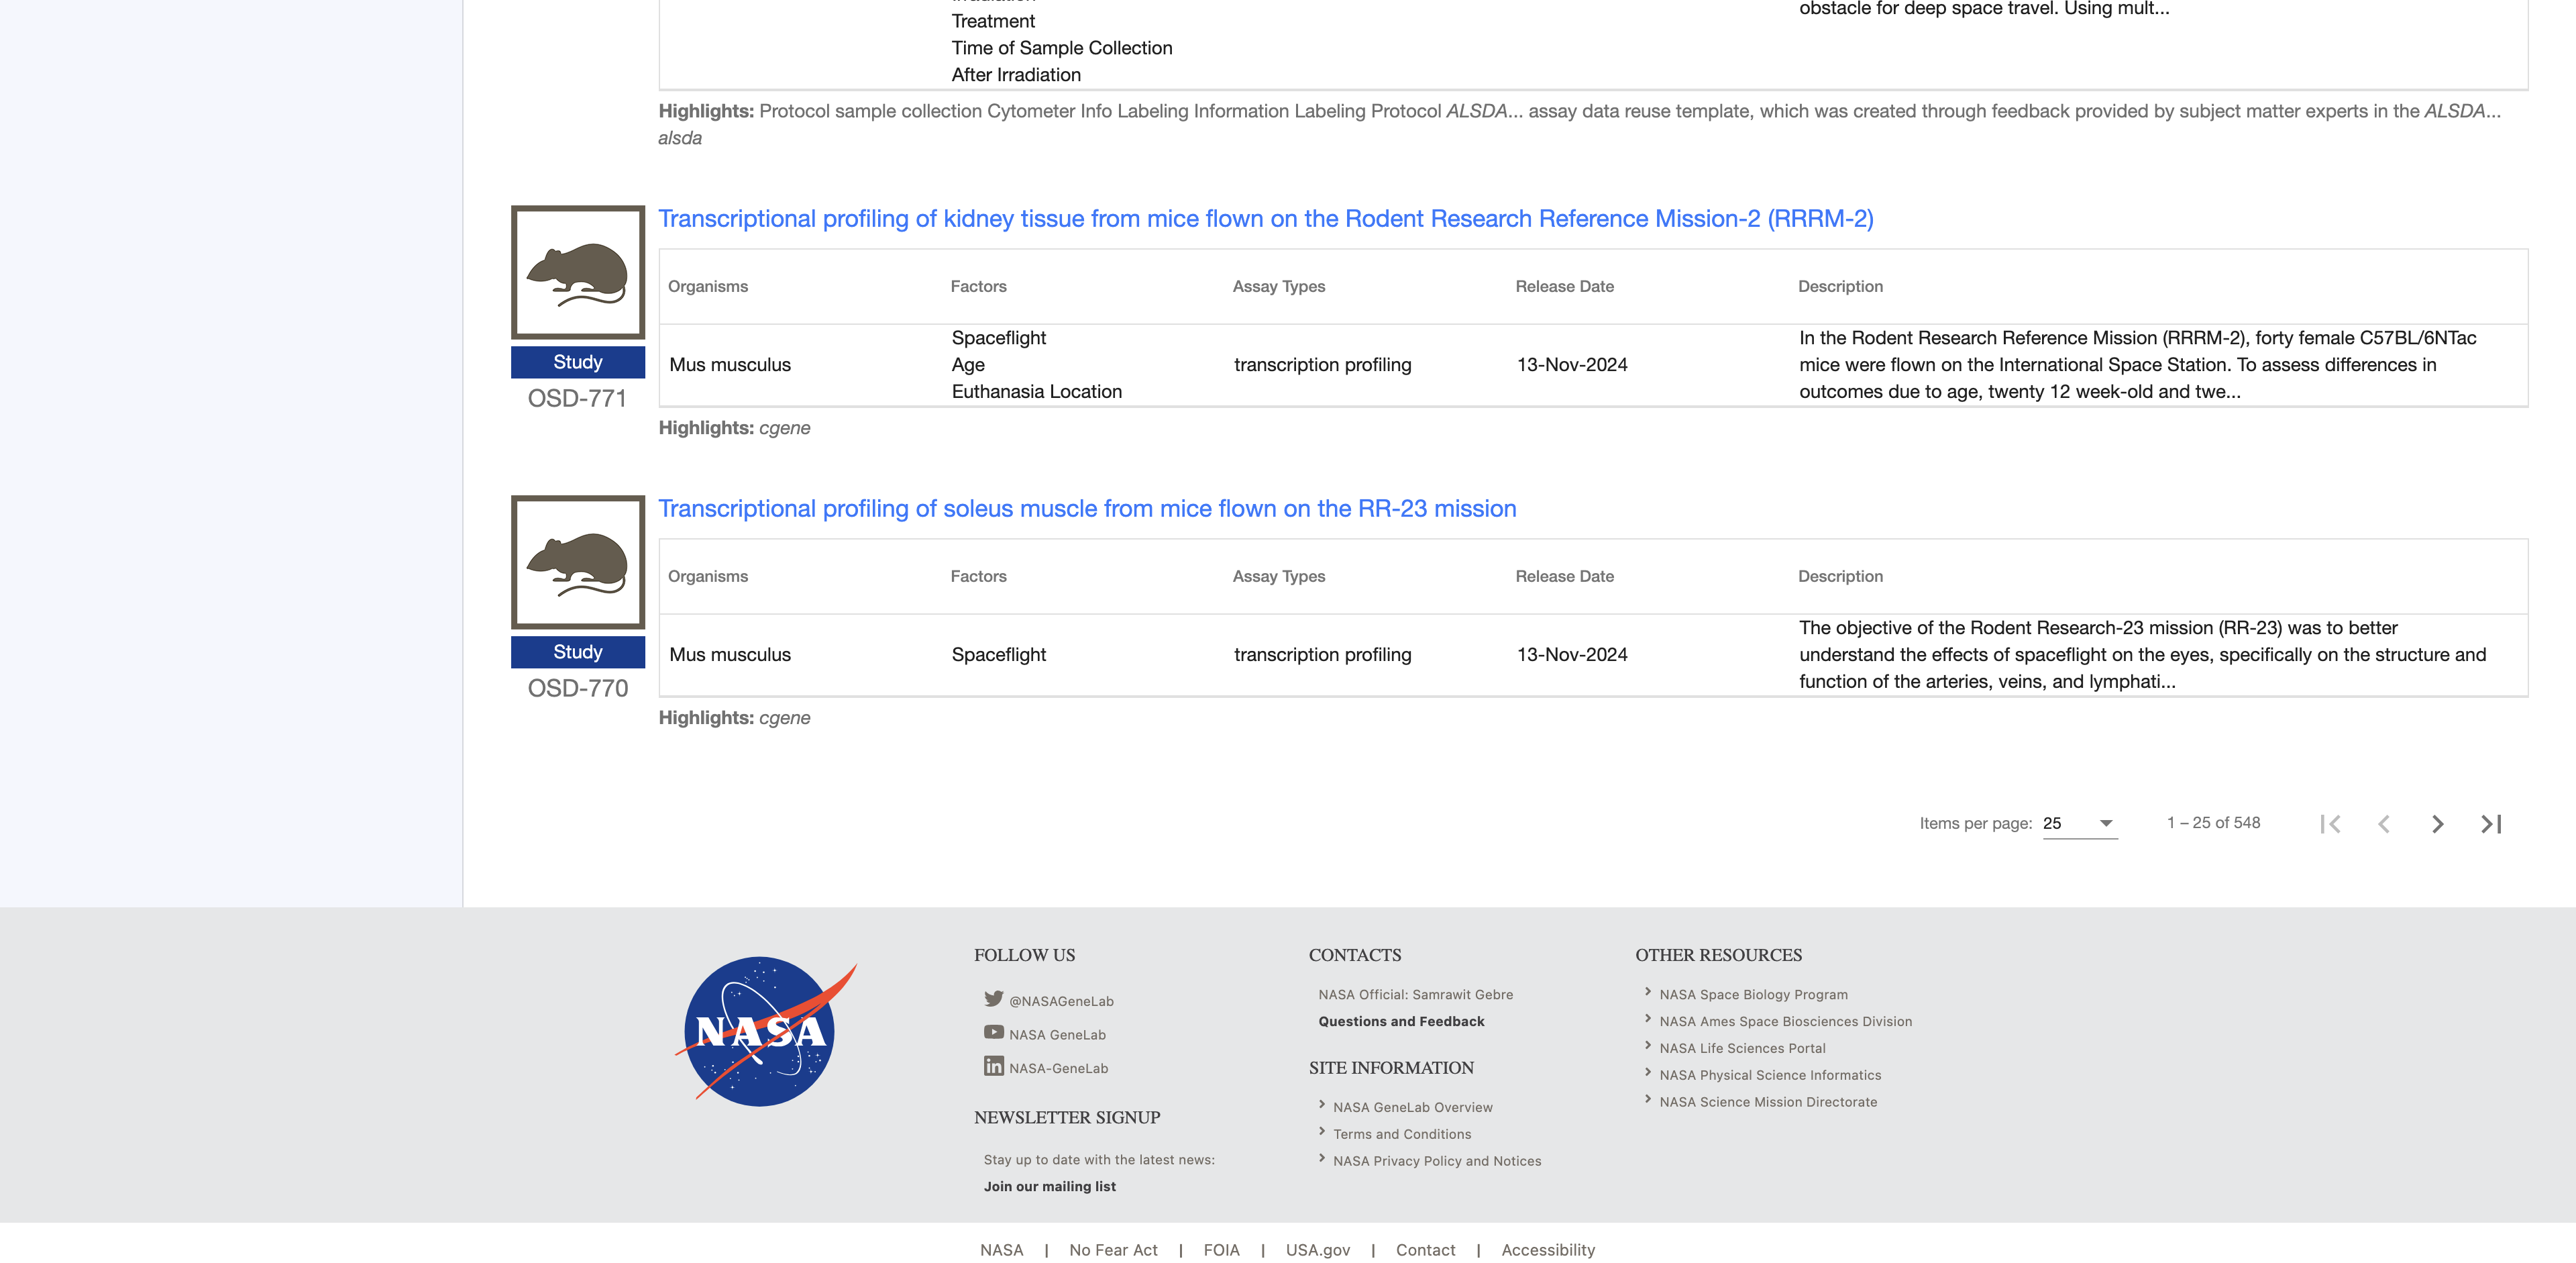 Treatment
obstacle for deep space travel. Using mult...
Time of Sample Collection
After Irradiation
Highlights: Protocol sample collection Cytometer Info Labeling Information Labeling Protocol ALSDA... assay data reuse template, which was created through feedback provided by subject matter experts in the ALSDA...
alsda
Transcriptional profiling of kidney tissue from mice flown on the Rodent Research Reference Mission-2 (RRRM-2)
Study
OSD-771
Organisms Factors Assay Types Release Date Description
Mus musculus
Spaceflight
Age
Euthanasia Location
transcription profiling
13-Nov-2024
In the Rodent Research Reference Mission (RRRM-2), forty female C57BL/6NTac
mice were flown on the International Space Station. To assess differences in
outcomes due to age, twenty 12 week-old and twe...
Highlights: cgene
Transcriptional profiling of soleus muscle from mice flown on the RR-23 mission
Study
OSD-770
Organisms Factors Assay Types Release Date Description
Mus musculus
Spaceflight
transcription profiling
13-Nov-2024
The objective of the Rodent Research-23 mission (RR-23) was to better
understand the effects of spaceflight on the eyes, specifically on the structure and
function of the arteries, veins, and lymphati...
Highlights: cgene
Items per page: 25 1 – 25 of 548
NASA
FOLLOW US
@NASAGeneLab
NASA GeneLab
NASA-GeneLab
NEWSLETTER SIGNUP
Stay up to date with the latest news:
Join our mailing list
CONTACTS
NASA Official: Samrawit Gebre
Questions and Feedback
SITE INFORMATION
NASA GeneLab Overview
Terms and Conditions
NASA Privacy Policy and Notices
OTHER RESOURCES
NASA Space Biology Program
NASA Ames Space Biosciences Division
NASA Life Sciences Portal
NASA Physical Science Informatics
NASA Science Mission Directorate
NASA | No Fear Act | FOIA | USA.gov | Contact | Accessibility